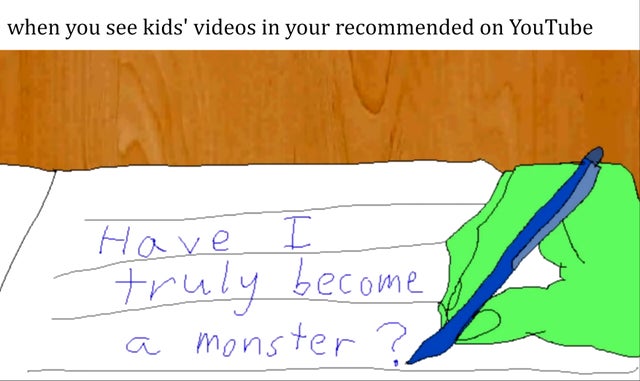 when you see kids' videos in your recommended on YouTube
Have I
truly become
a monster?